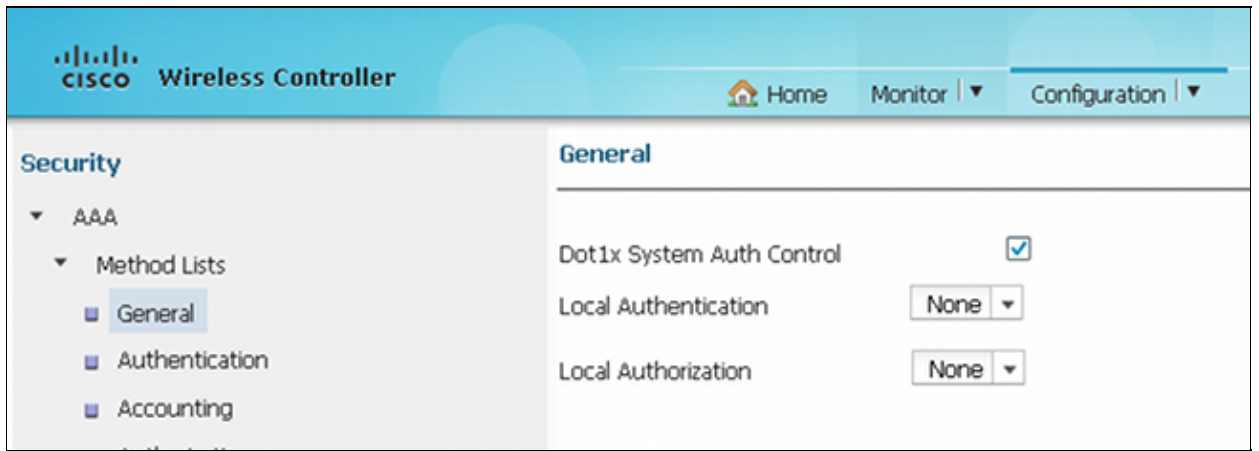 CISCO Wireless Controller
Home Monitor Configuration
Security
AAA
Method Lists
General
Authentication
Accounting
General
Dot1x System Auth Control
Local Authentication None
Local Authorization None